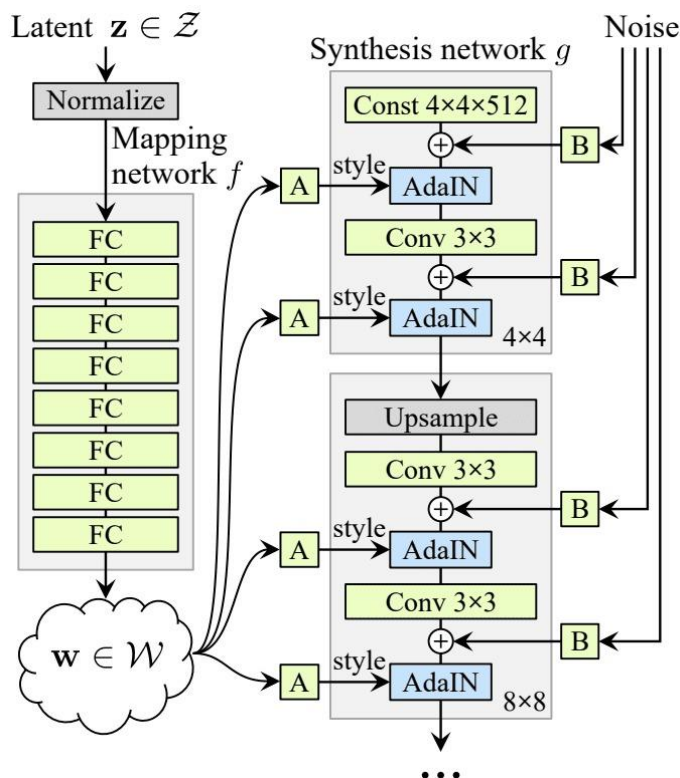 Latent z ∈ 𝒵
Normalize
Mapping
network f
FC
FC
FC
FC
FC
FC
FC
FC
w ∈ 𝒲
Synthesis network g
Noise
Const 4×4×512
B
A
style
AdaIN
Conv 3×3
B
A
style
AdaIN
4×4
Upsample
Conv 3×3
B
A
style
AdaIN
Conv 3×3
B
A
style
AdaIN
8×8
...